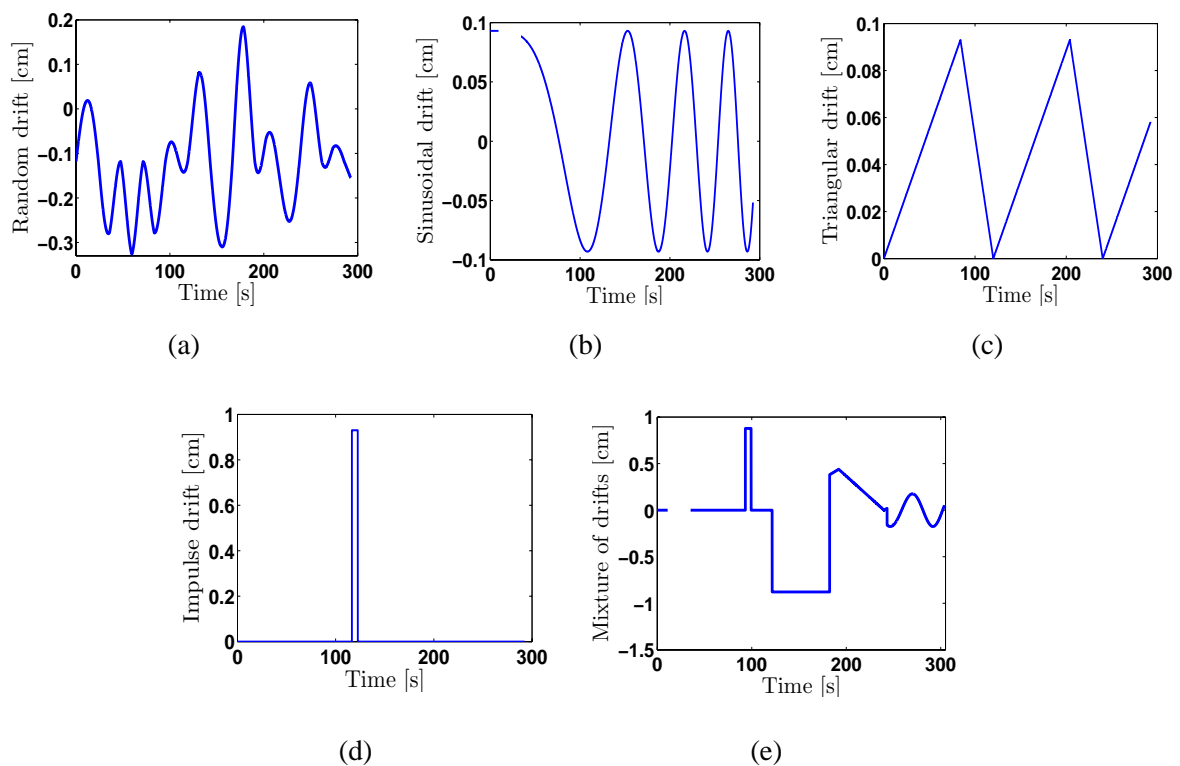 Random drift [cm]
0.2
0.1
0
−0.1
−0.2
−0.3
0 100 200 300
Time [s]
(a)
Sinusoidal drift [cm]
0.1
0.05
0
−0.05
−0.1
0 100 200 300
Time [s]
(b)
Triangular drift [cm]
0.1
0.08
0.06
0.04
0.02
0
0 100 200 300
Time [s]
(c)
Impulse drift [cm]
1
0.8
0.6
0.4
0.2
0
0 100 200 300
Time [s]
(d)
Mixture of drifts [cm]
1
0.5
0
−0.5
−1
−1.5
0 100 200 300
Time [s]
(e)